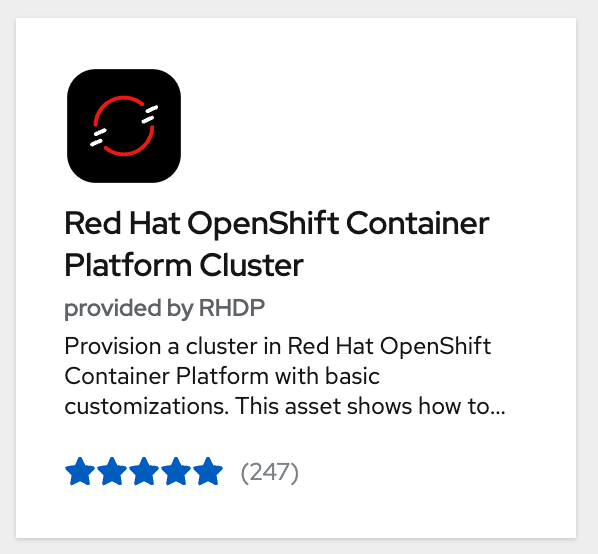 Red Hat OpenShift Container
Platform Cluster
provided by RHDP
Provision a cluster in Red Hat OpenShift
Container Platform with basic
customizations. This asset shows how to...
(247)